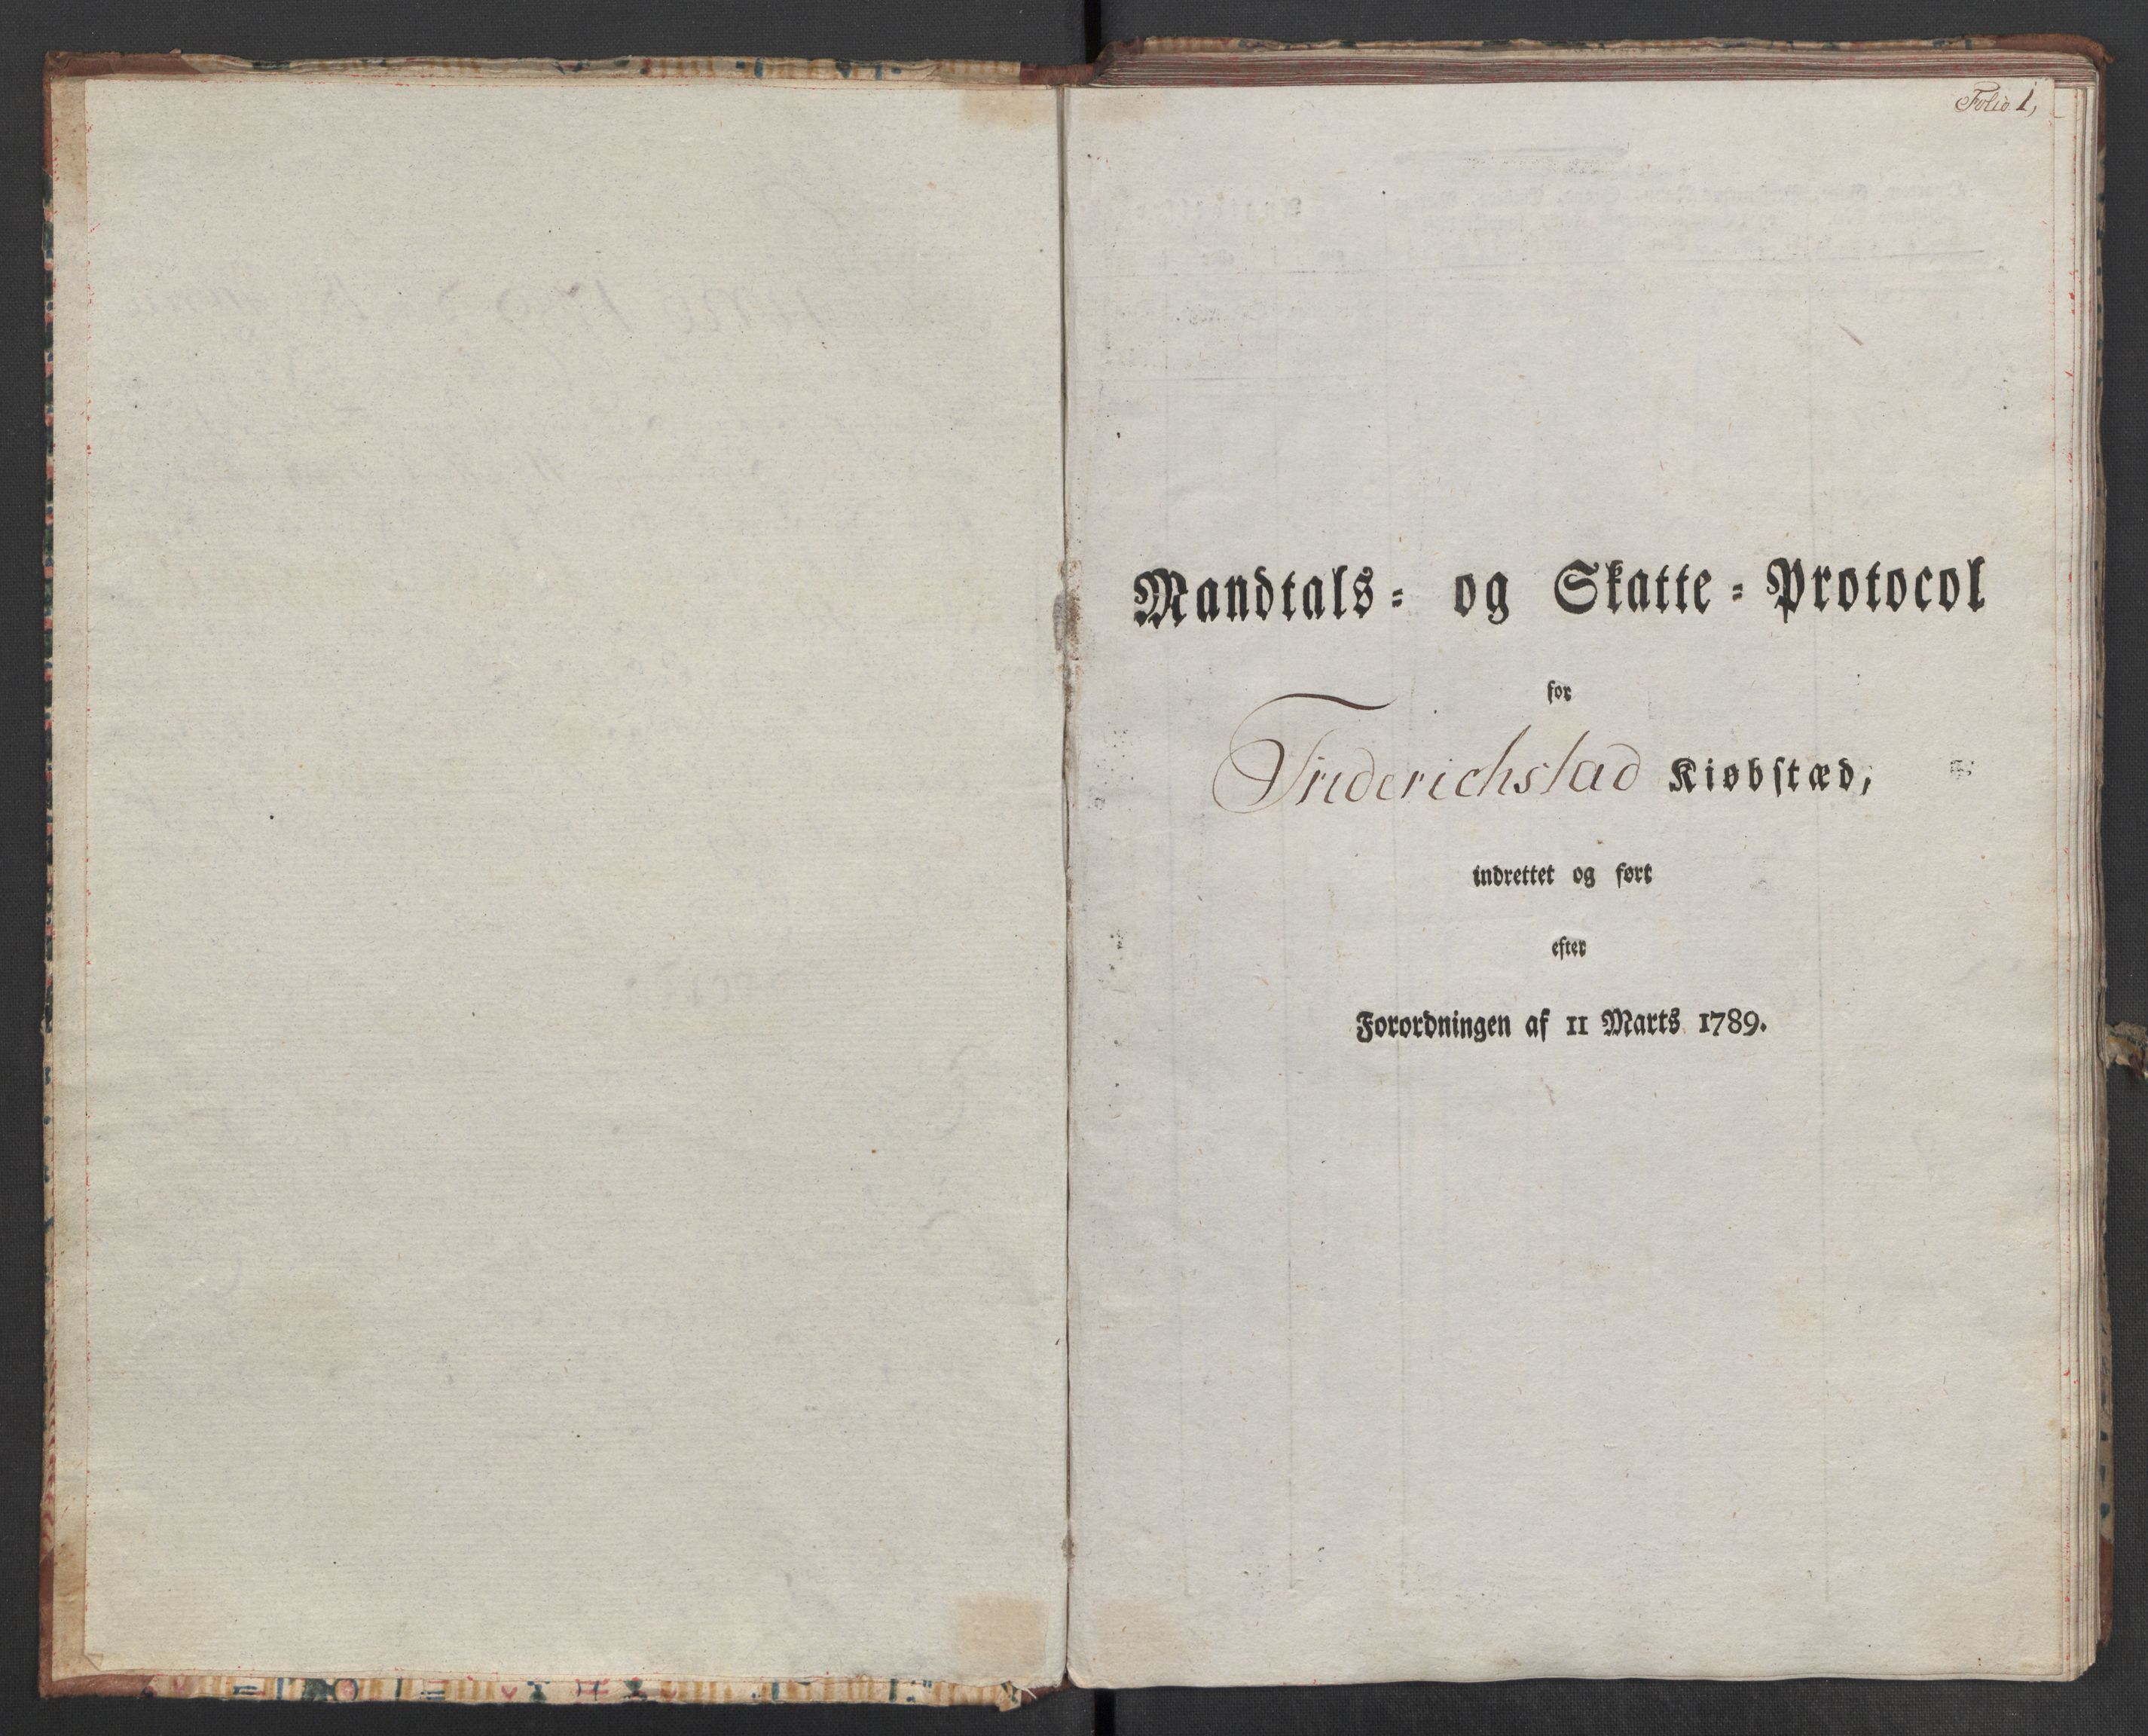 Folio 1,
Mandtals- og Skatte-Protocol
for
Friderichstad Kiøbstæd,
indrettet og ført
efter
Forordningen af 11 Marts 1789.